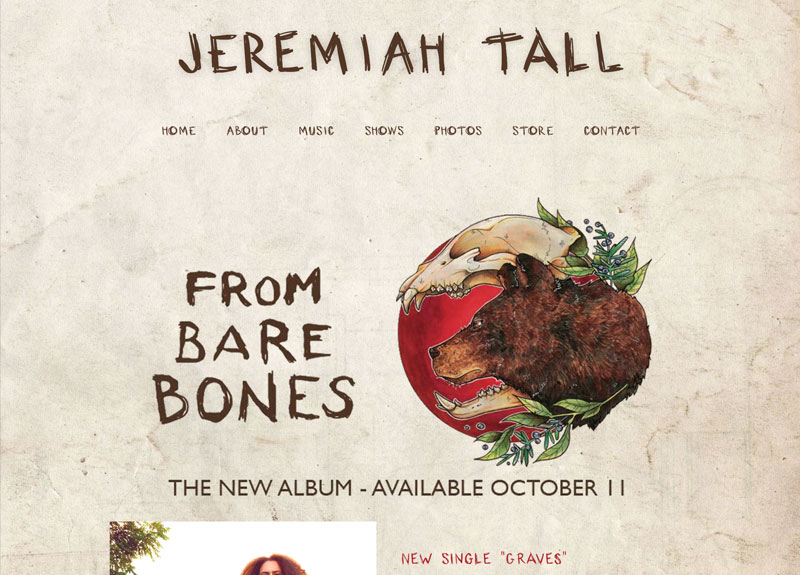 JEREMIAH TALL
HOME ABOUT MUSIC SHOWS PHOTOS STORE CONTACT
FROM
BARE
BONES
THE NEW ALBUM - AVAILABLE OCTOBER 11
NEW SINGLE "GRAVES"